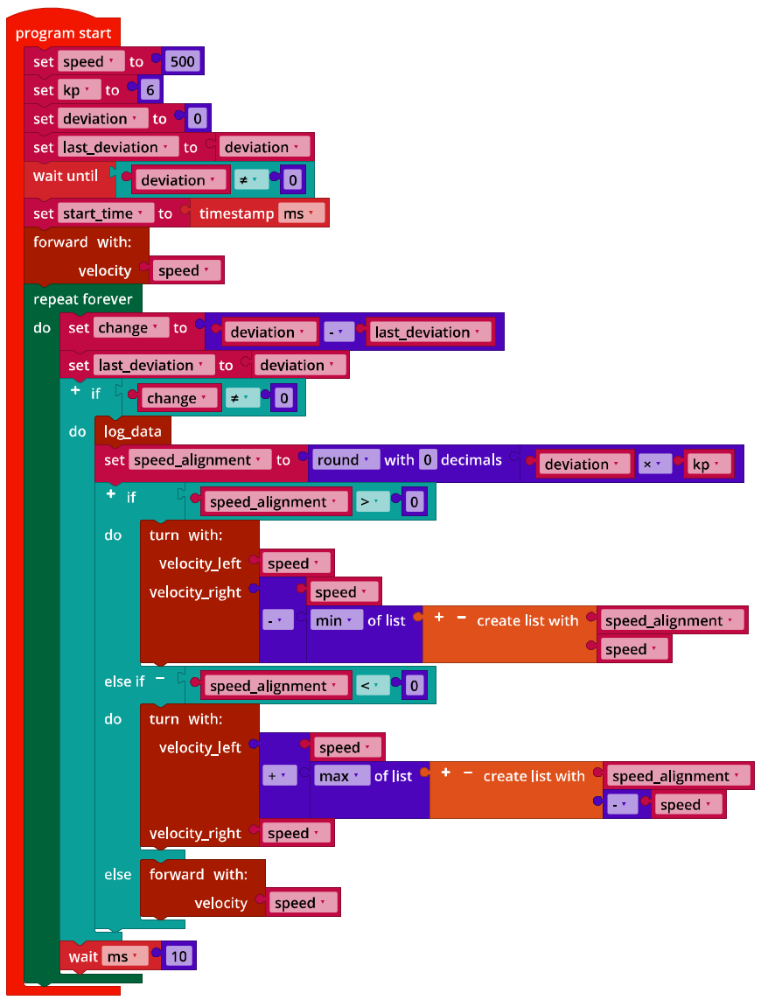 program start
set speed to 500
set kp to 6
set deviation to 0
set last_deviation to deviation
wait until deviation ≠ 0
set start_time to timestamp ms
forward with:
velocity speed
repeat forever
do set change to deviation - last_deviation
set last_deviation to deviation
+ if change ≠ 0
do log_data
set speed_alignment to round with 0 decimals deviation × kp
+ if speed_alignment > 0
do turn with:
velocity_left speed
velocity_right speed
- min of list + - create list with speed_alignment
speed
else if - speed_alignment < 0
do turn with:
velocity_left speed
+ max of list + - create list with speed_alignment
- speed
velocity_right speed
else forward with:
velocity speed
wait ms 10